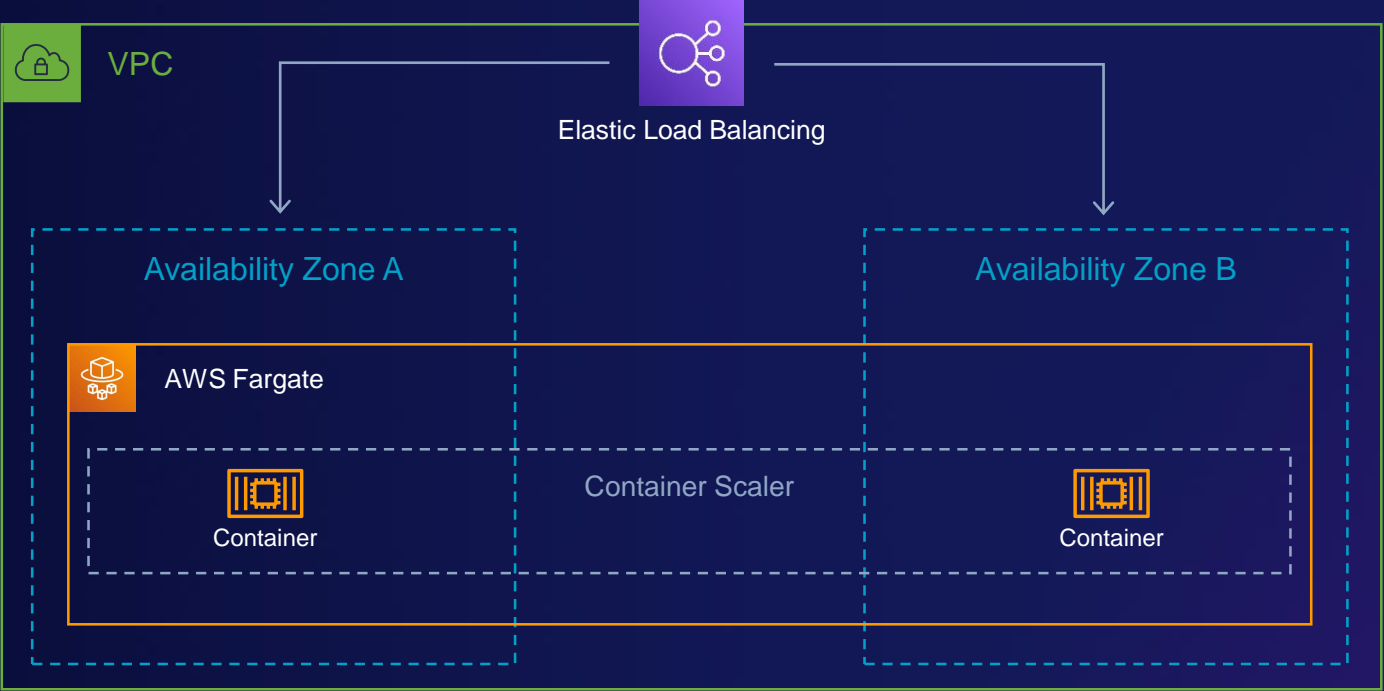 VPC
Elastic Load Balancing
Availability Zone A
Availability Zone B
AWS Fargate
Container Scaler
Container
Container